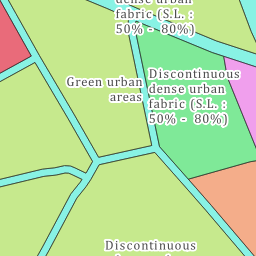 dense urban
fabric (S.L. :
50% - 80%)
Green urban
areas
Discontinuous
dense urban
fabric (S.L. :
50% - 80%)
Discontinuous